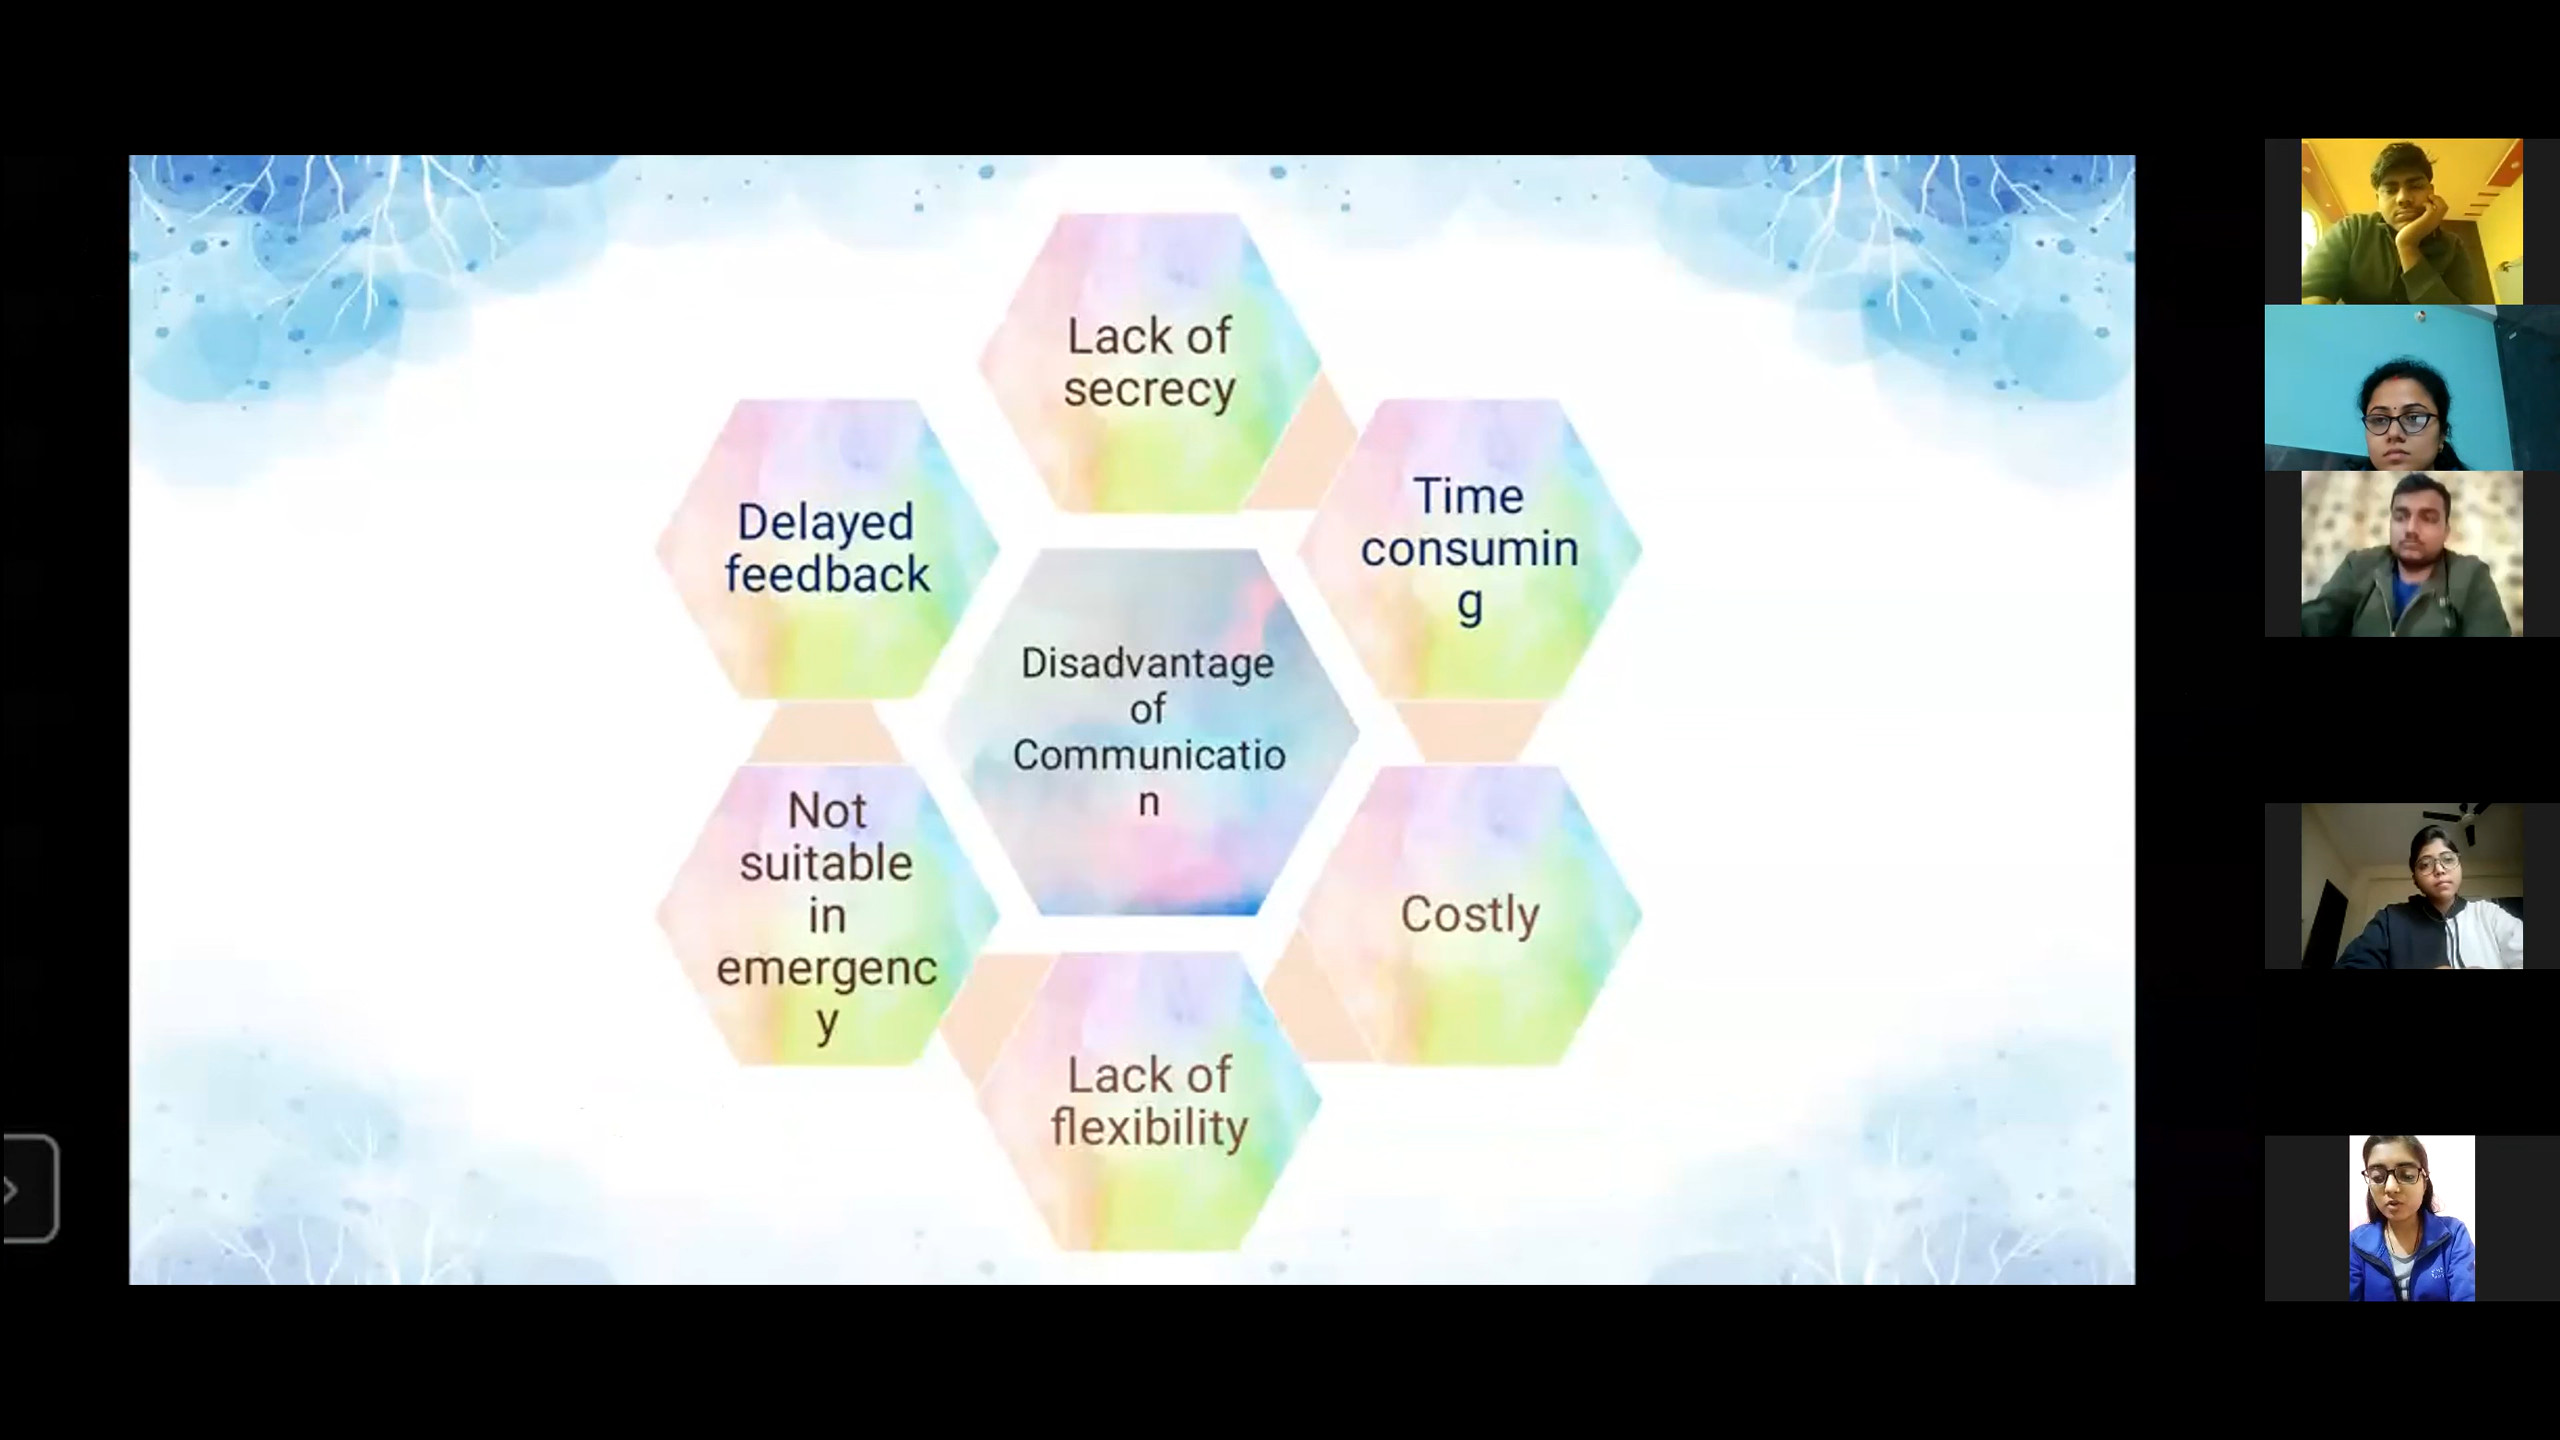 Lack of
secrecy
Time
consumin
g
Costly
Lack of
flexibility
Not
suitable
in
emergenc
y
Delayed
feedback
Disadvantage
of
Communicatio
n